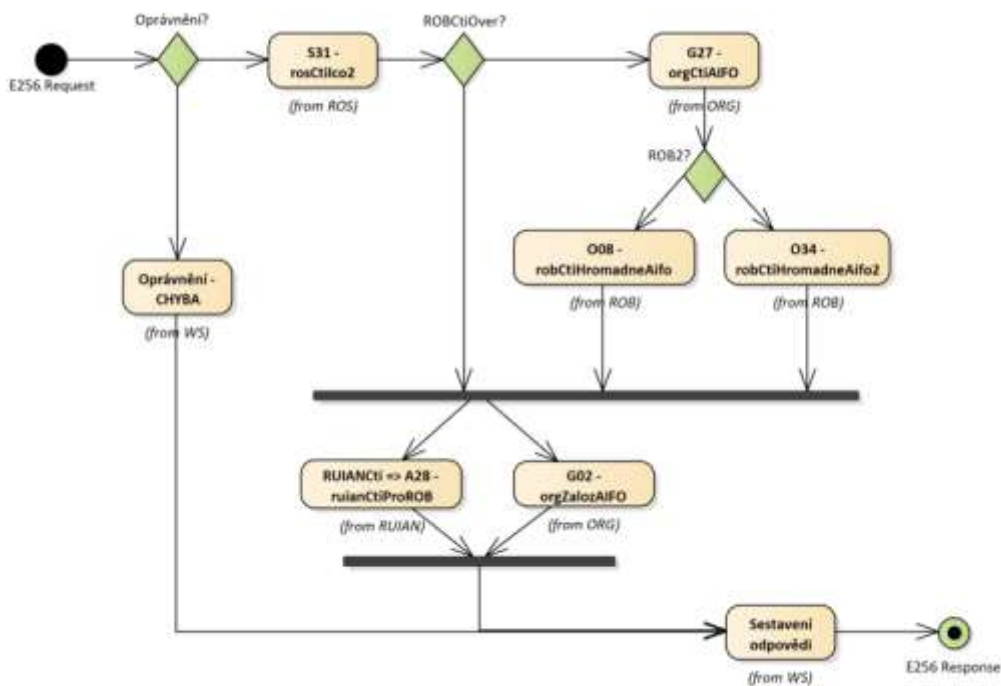 Oprávnění?
ROBCtiOver?
E256 Request
S31 -
rosCtiIco2
(from ROS)
G27 -
orgCtiAIFO
(from ORG)
ROB2?
Oprávnění -
CHYBA
(from WS)
O08 -
robCtiHromadneAifo
(from ROB)
O34 -
robCtiHromadneAifo2
(from ROB)
RUIANCti => A28 -
ruianCtiProROB
(from RUIAN)
G02 -
orgZalozAIFO
(from ORG)
Sestavení
odpovědi
(from WS)
E256 Response